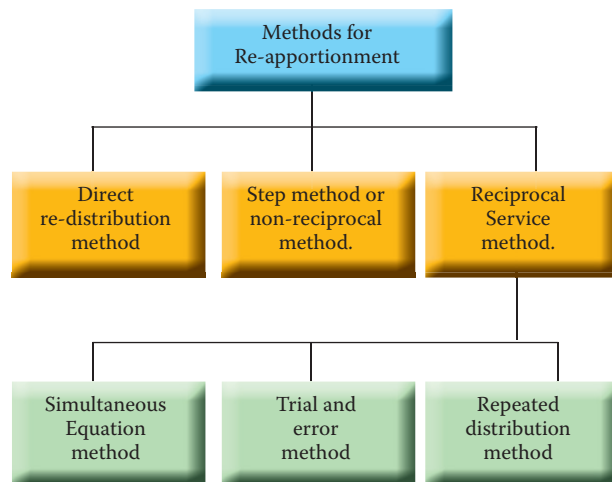 Methods for
Re-apportionment
Direct
re-distribution
method
Step method or
non-reciprocal
method.
Reciprocal
Service
method.
Simultaneous
Equation
method
Trial and
error
method
Repeated
distribution
method